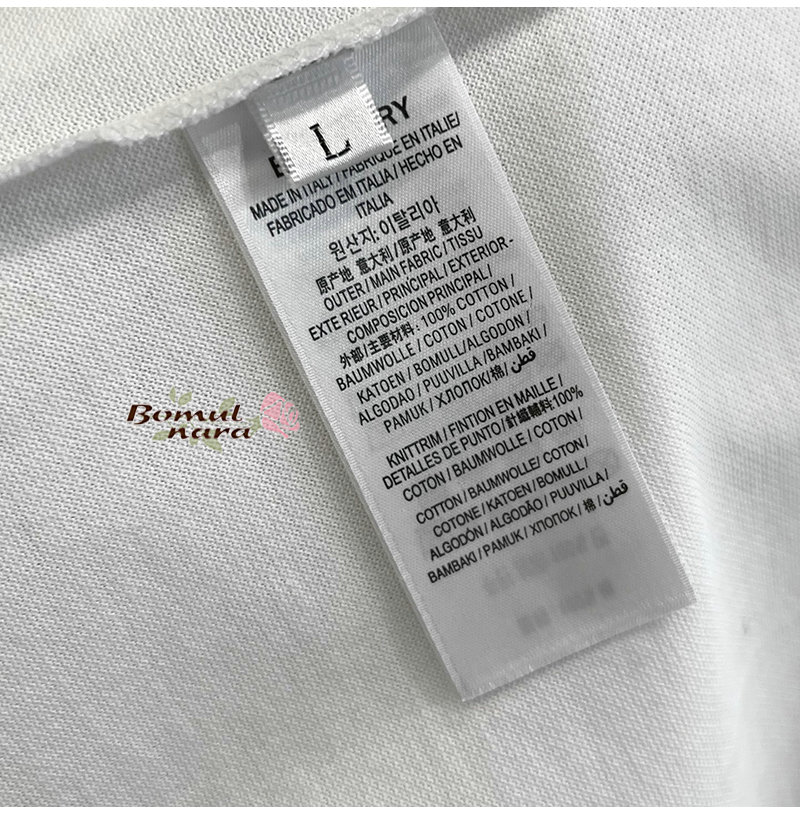 L
RY
MADE IN ITALY / FABRIQUÉ EN ITALIE/
FABRICADO EM ITALIA / HECHO EN
ITALIA
원산지: 이탈리아
原产地 意大利 / 原产地 意大利
OUTER / MAIN FABRIC / TISSU
EXTE RIEUR / PRINCIPAL / EXTERIOR -
COMPOSICION PRINCIPAL /
外部 / 主要材料: 100% COTTON /
BAUMWOLLE / COTON / COTONE /
KATOEN / BOMULL/ ALGODON /
ALGODAO / PUUVILLA /BAMBAKI /
PAMUK / ХЛОПОК/ 棉/ قطن
KNITTRIM / FINTION EN MAILLE /
DETALLES DE PUNTO / 針織輔料:100%
COTON / BAUMWOLLE / COTON /
COTTON / BAUMWOLLE/ COTON /
COTONE / KATOEN / BOMULL /
ALGODÓN / ALGODÃO / PUUVILLA /
BAMBAKI / PAMUK / ХЛОПОК / 棉 / قطن
Bomul
nara